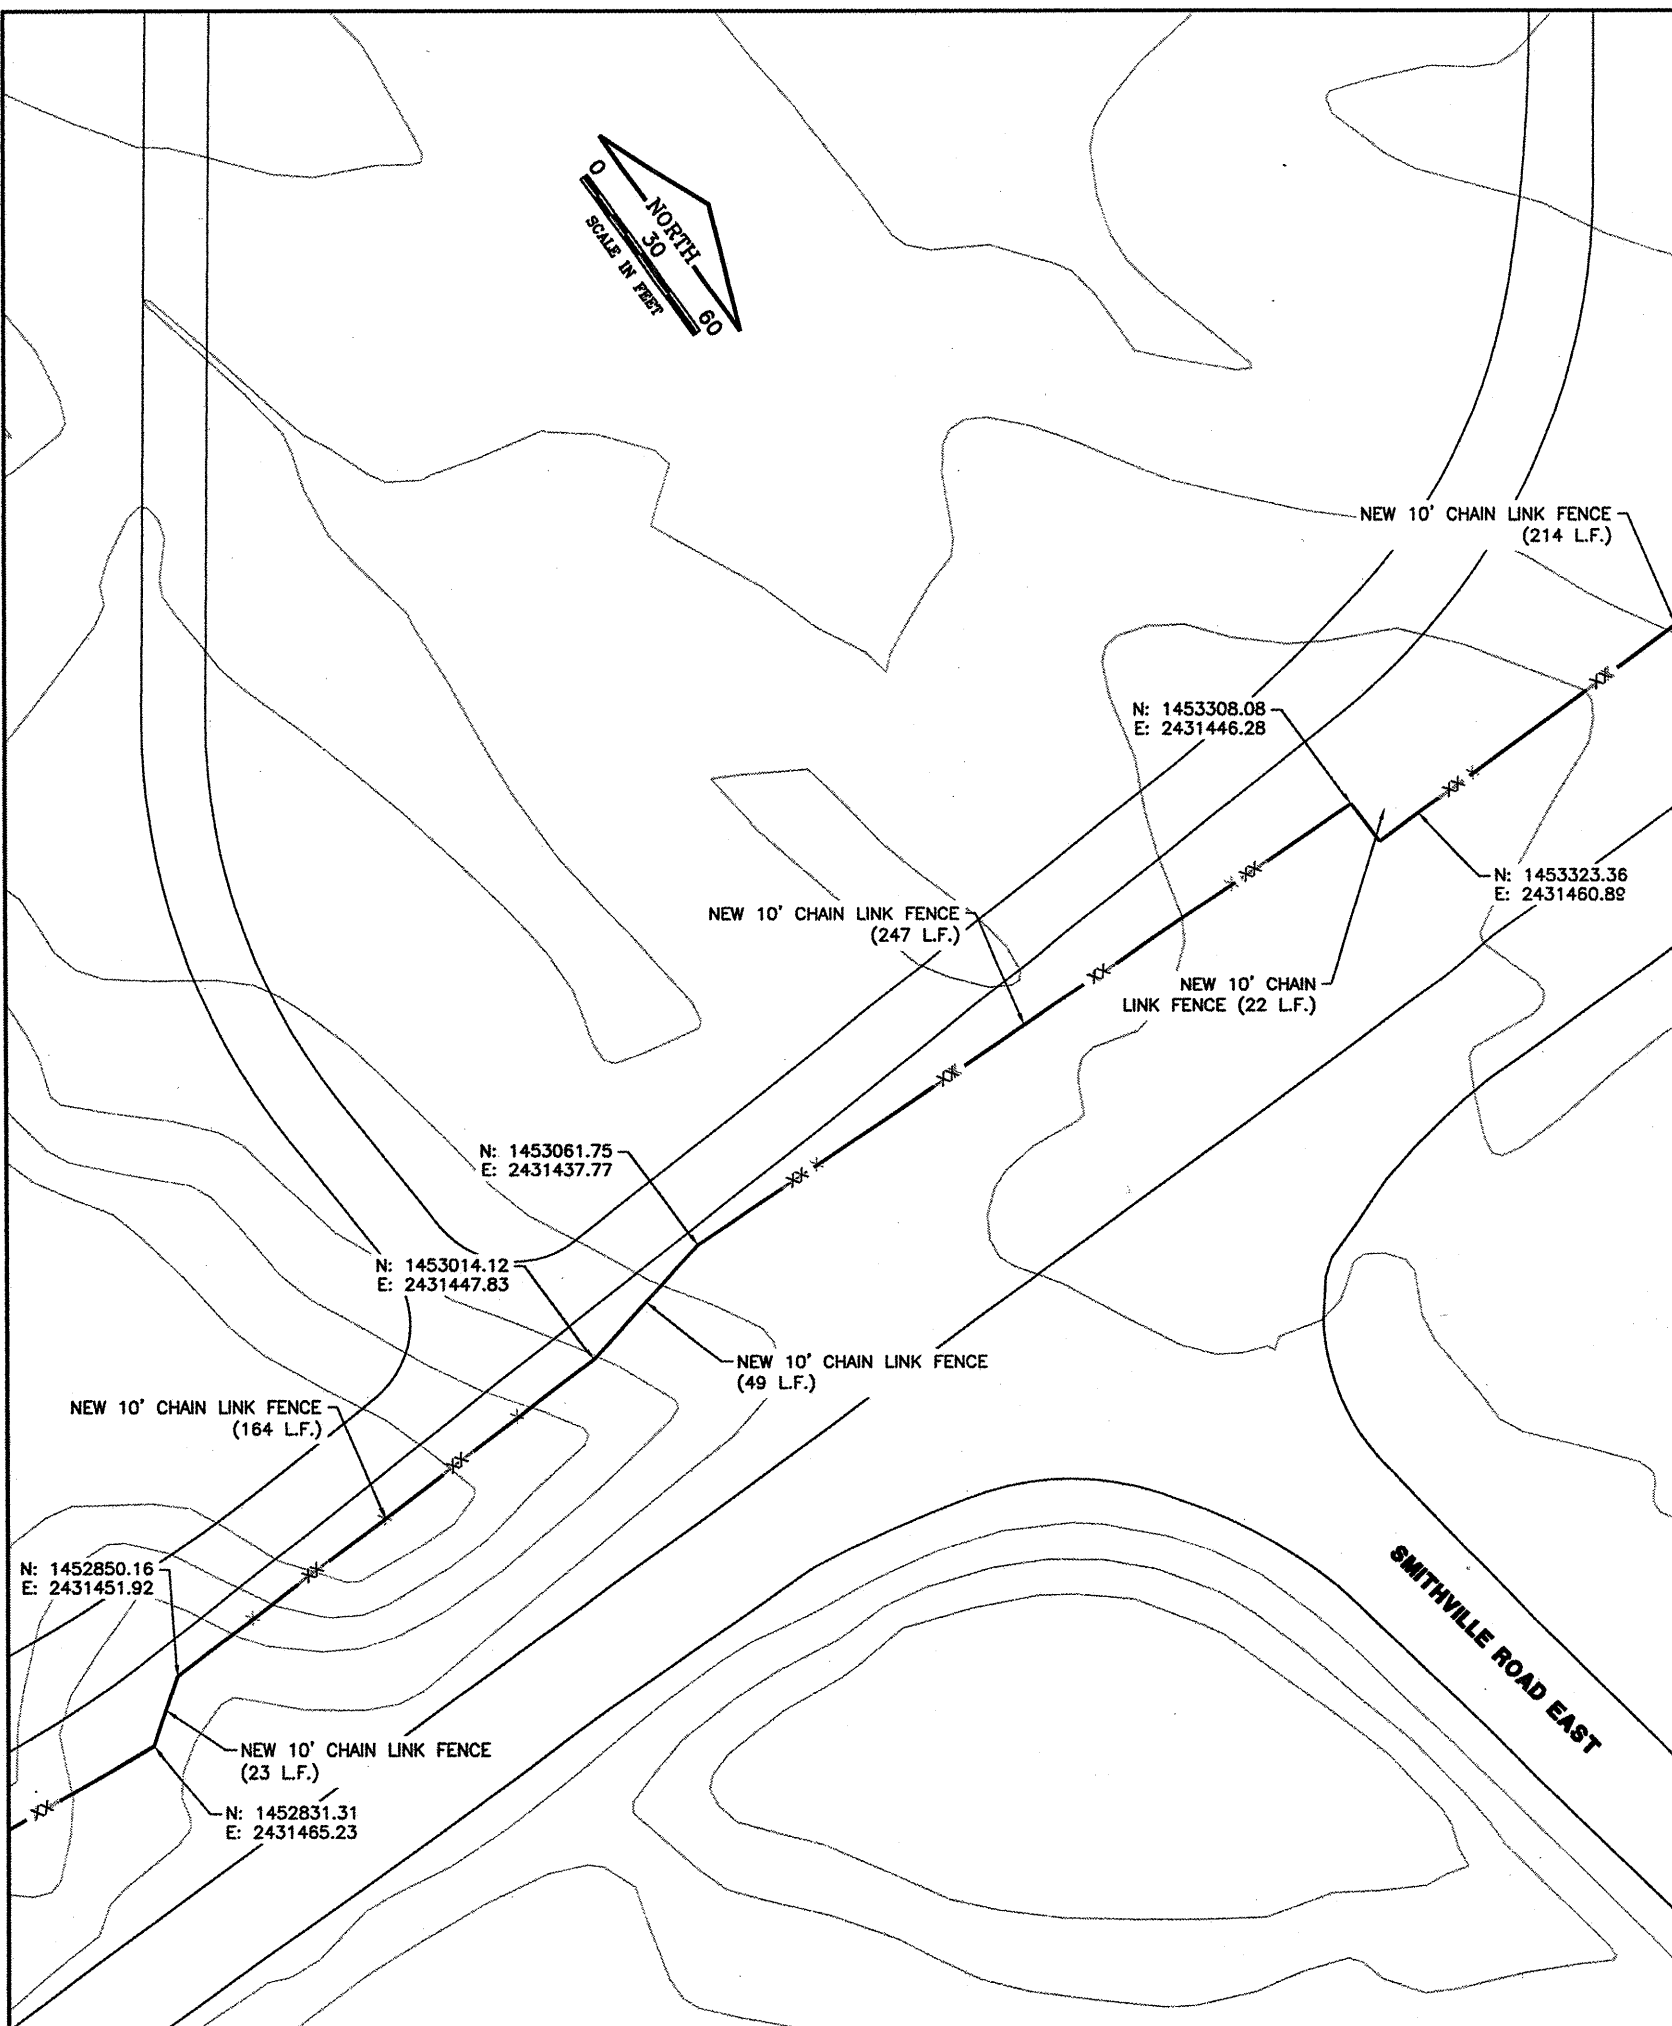 0
NORTH
30
SCALE IN FEET
60
NEW 10' CHAIN LINK FENCE
(214 L.F.)
N: 1453308.08
E: 2431446.28
N: 1453323.36
E: 2431460.89
NEW 10' CHAIN LINK FENCE
(247 L.F.)
NEW 10' CHAIN
LINK FENCE (22 L.F.)
N: 1453061.75
E: 2431437.77
N: 1453014.12
E: 2431447.83
NEW 10' CHAIN LINK FENCE
(49 L.F.)
NEW 10' CHAIN LINK FENCE
(164 L.F.)
N: 1452850.16
E: 2431451.92
SMITHVILLE ROAD EAST
NEW 10' CHAIN LINK FENCE
(23 L.F.)
N: 1452831.31
E: 2431465.23